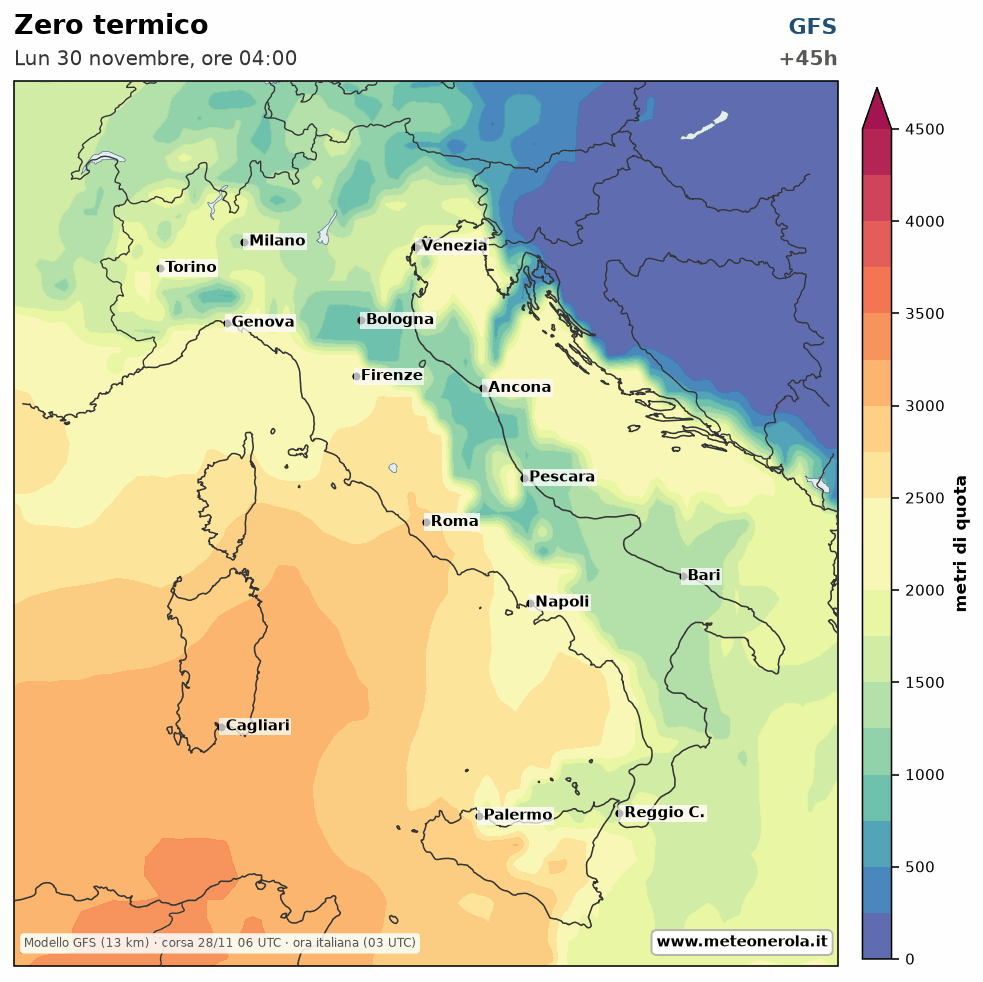 Zero termico
GFS
Lun 30 novembre, ore 04:00
+45h
Milano
Venezia
Torino
Genova
Bologna
Firenze
Ancona
Pescara
Roma
Bari
Napoli
Cagliari
Palermo
Reggio C.
4500
4000
3500
3000
2500
2000
1500
1000
500
0
metri di quota
Modello GFS (13 km) · corsa 28/11 06 UTC · ora italiana (03 UTC)
www.meteonerola.it